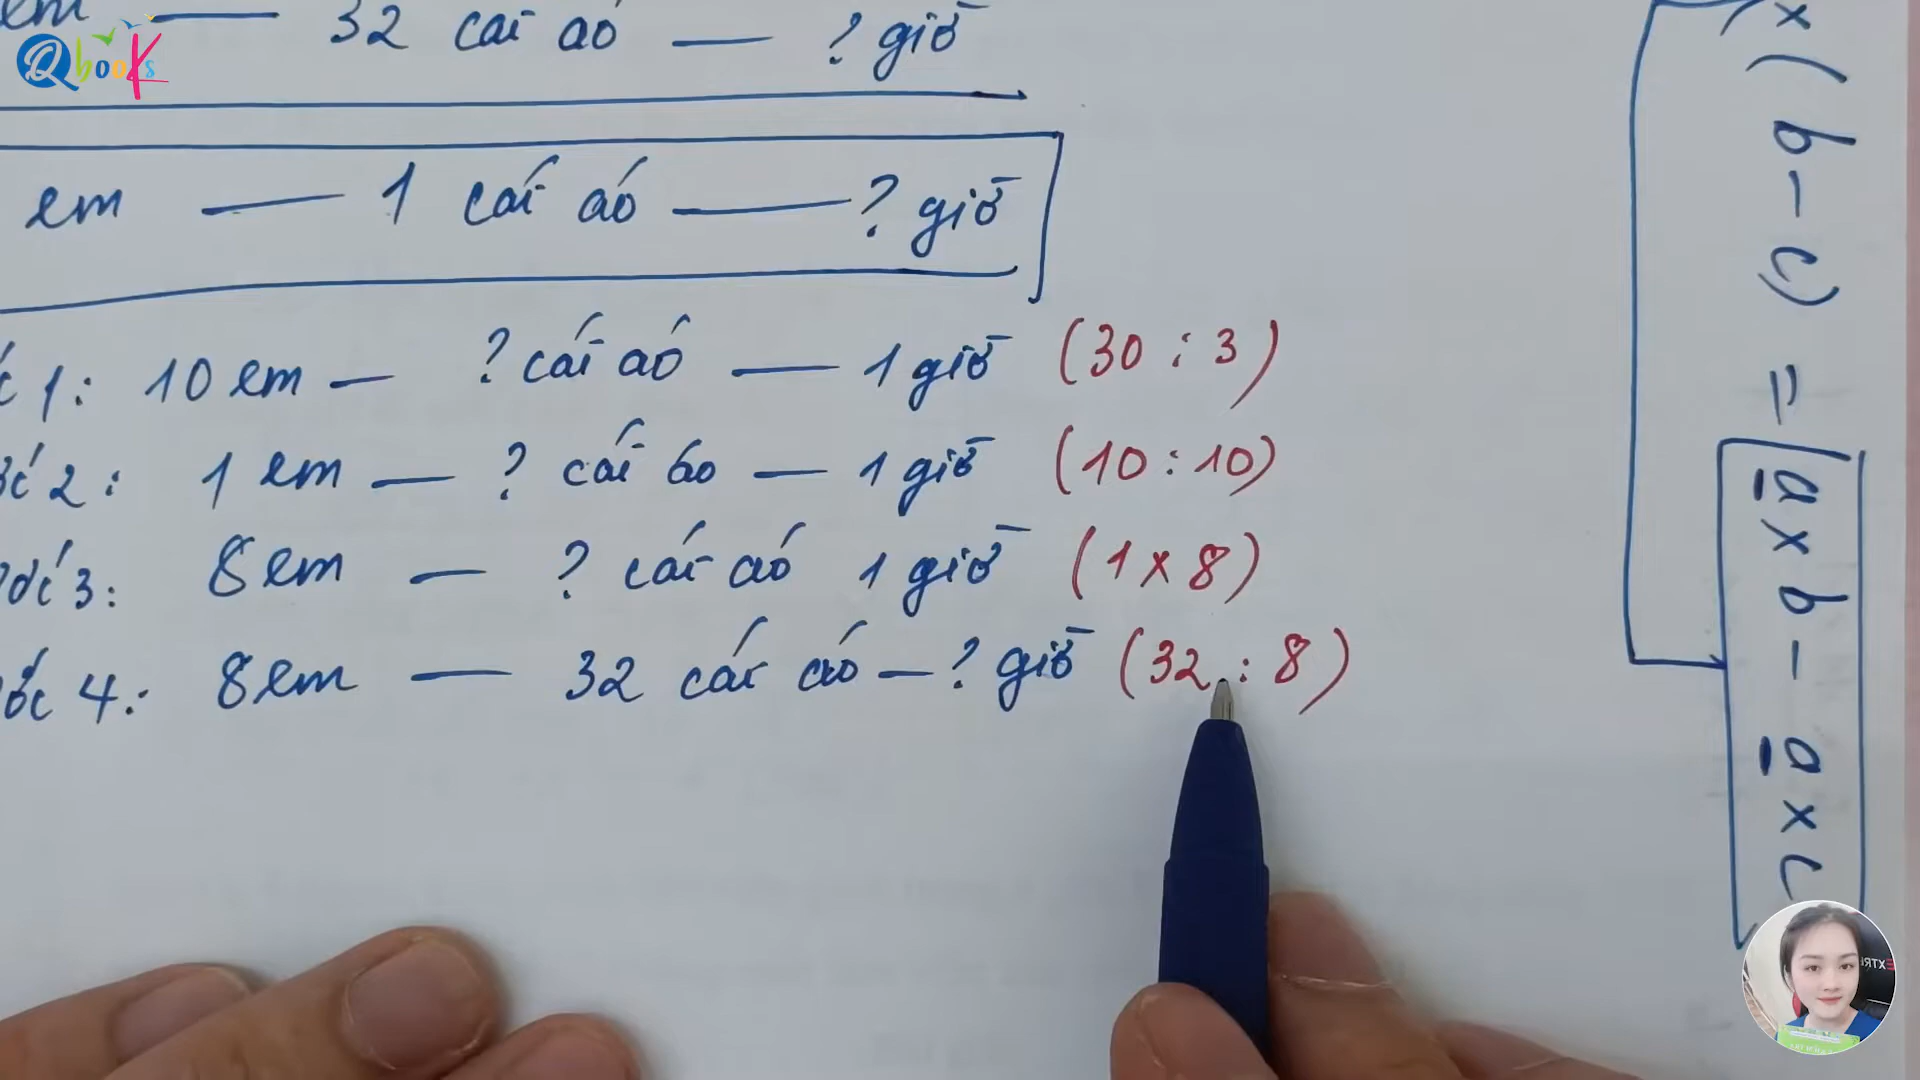 Qbooks
em — 32 cái áo — ? giờ
em — 1 cái áo — ? giờ
1: 10 em — ? cái áo — 1 giờ (30 : 3)
2: 1 em — ? cái áo — 1 giờ (10 : 10)
3: 8 em — ? cái áo 1 giờ (1 x 8)
4: 8 em — 32 cái áo — ? giờ (32 : 8)
x (b - c) = a x b - a x c